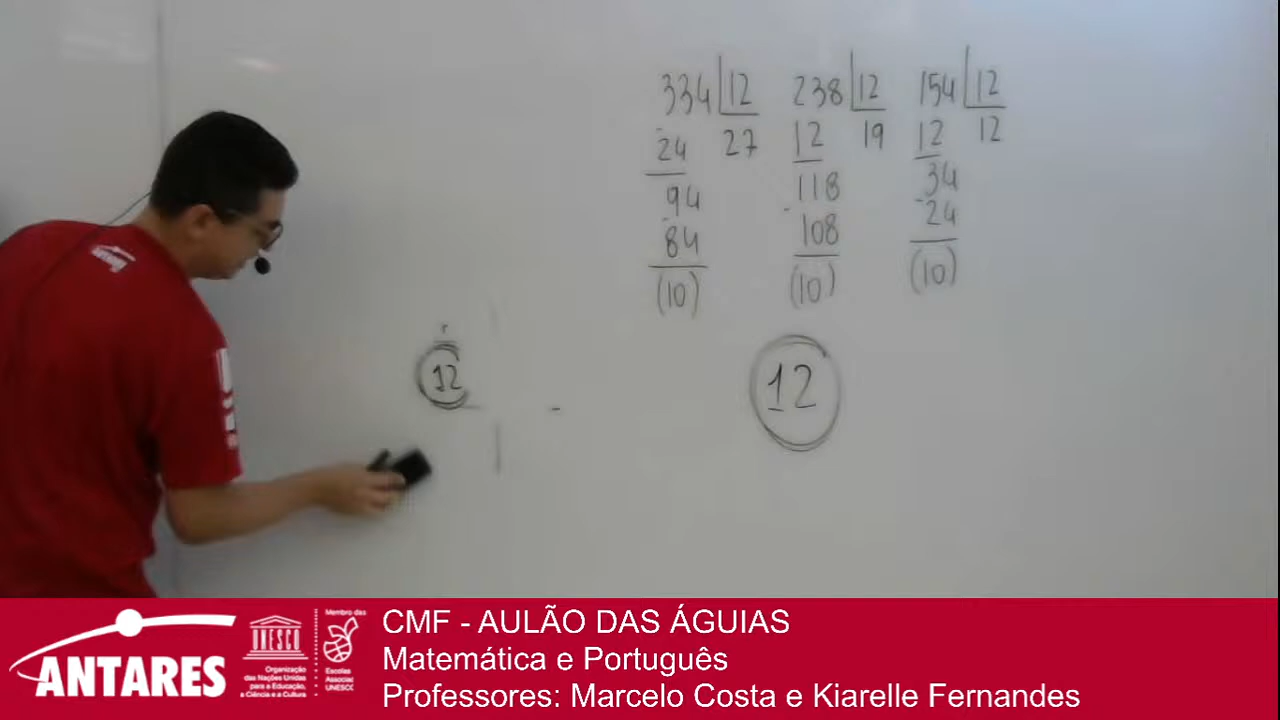 334 12 238 12 154 12
24 27 12 19 12 12
94 118 34
84 108 24
(10) (10) (10)
12 12
ANTARES
UNESCO
Organização
das Nações Unidas
para a Educação,
a Ciência e a Cultura
Membro das
Escolas
Associadas
UNESCO
CMF - AULÃO DAS ÁGUIAS
Matemática e Português
Professores: Marcelo Costa e Kiarelle Fernandes